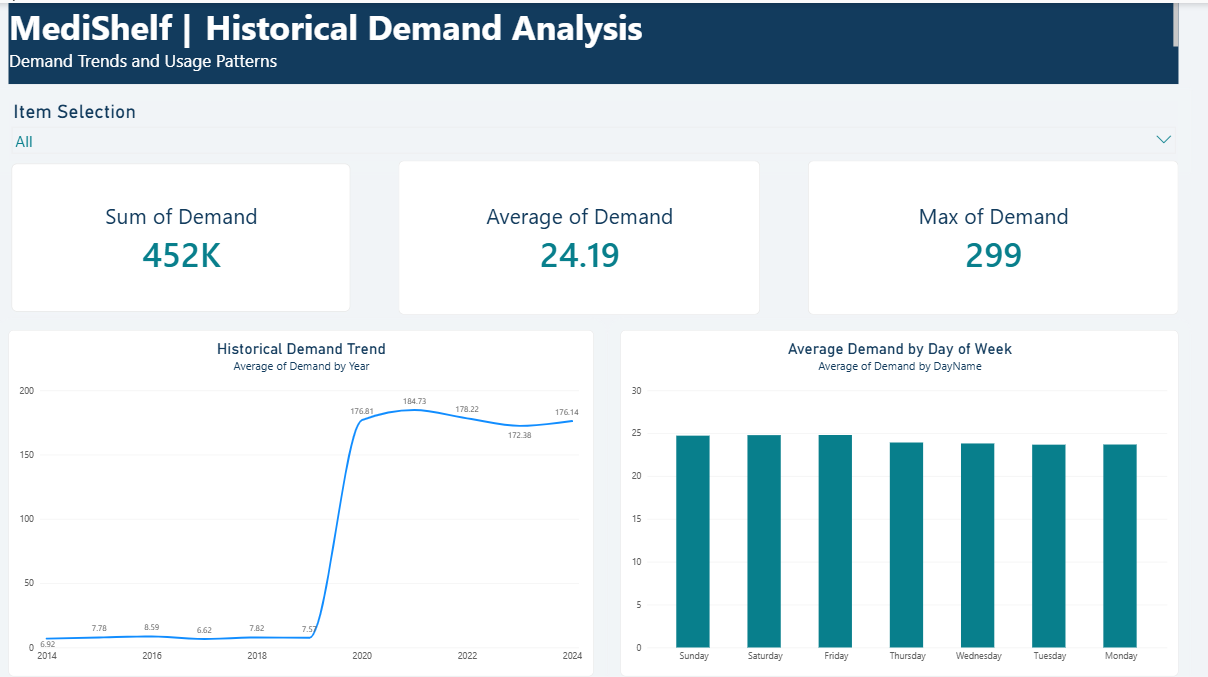 MediShelf | Historical Demand Analysis
Demand Trends and Usage Patterns
Item Selection
All
Sum of Demand
452K
Average of Demand
24.19
Max of Demand
299
Historical Demand Trend
Average of Demand by Year
200
150
100
50
0
6.92
7.78
8.59
6.62
7.82
7.57
176.81
184.73
178.22
172.38
176.14
2014
2016
2018
2020
2022
2024
Average Demand by Day of Week
Average of Demand by DayName
30
25
20
15
10
5
0
Sunday
Saturday
Friday
Thursday
Wednesday
Tuesday
Monday